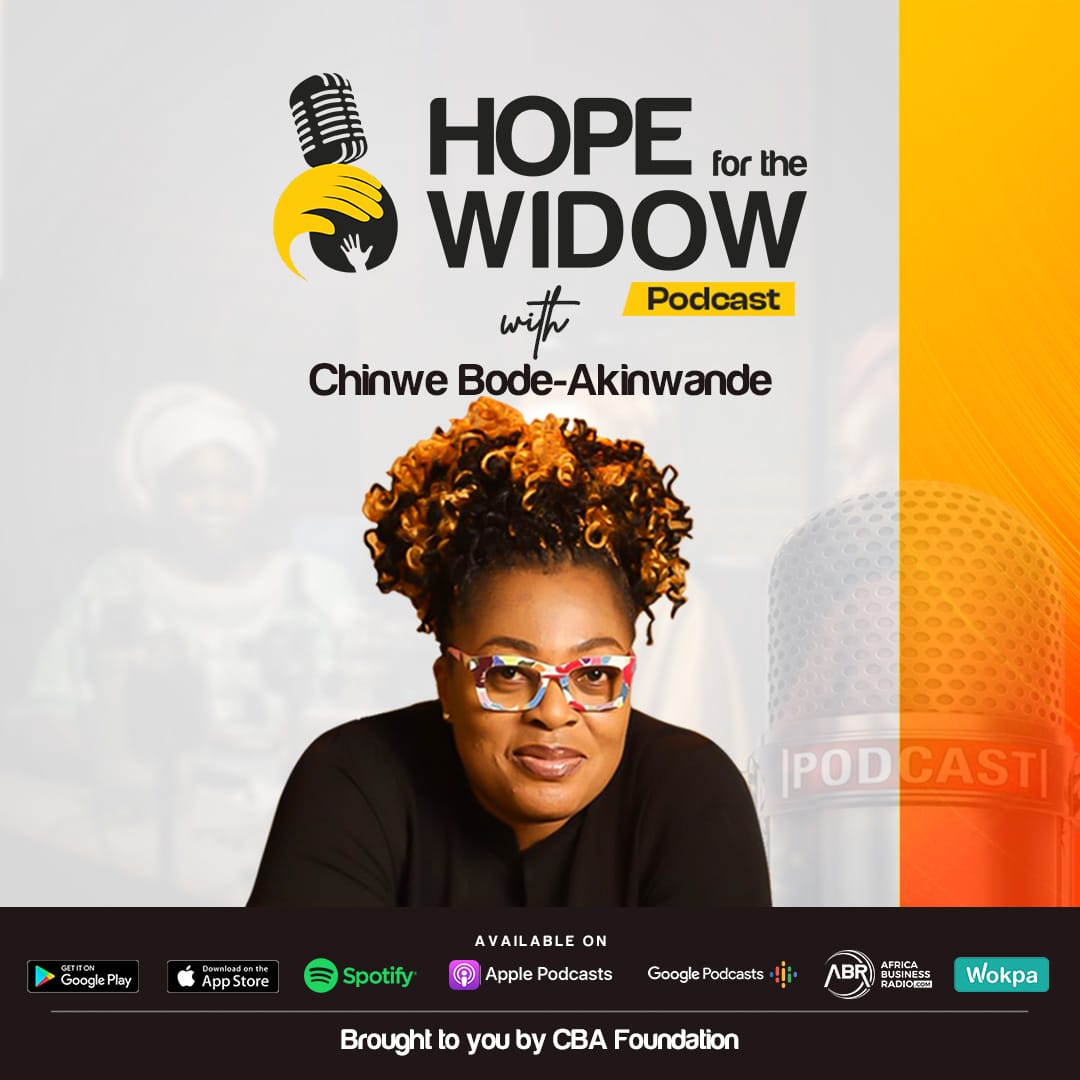 HOPE for the
WIDOW
Podcast
with
Chinwe Bode-Akinwande
|PODCAST|
AVAILABLE ON
GET IT ON
Google Play
Download on the
App Store
Spotify
Apple Podcasts
Google Podcasts
ABR
AFRICA
BUSINESS
RADIO.COM
Wokpa
Brought to you by CBA Foundation